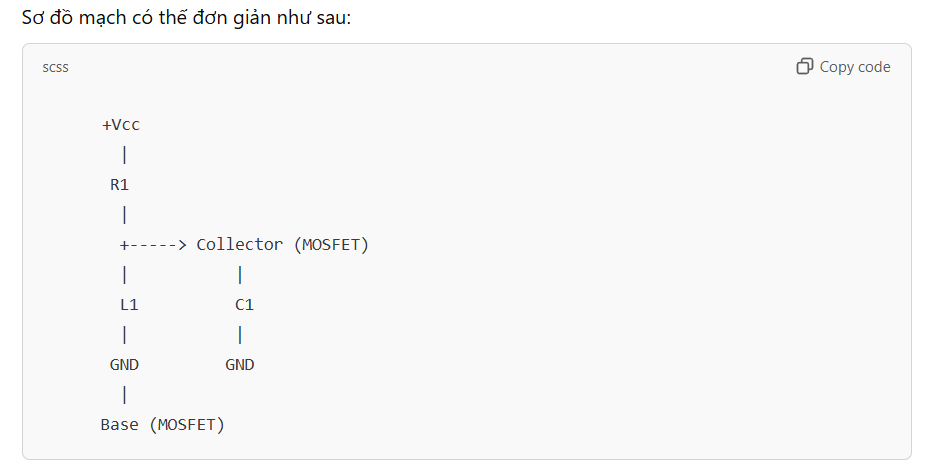 Sơ đồ mạch có thể đơn giản như sau:
scss
Copy code
+Vcc
|
R1
|
+-----> Collector (MOSFET)
| |
L1 C1
| |
GND GND
|
Base (MOSFET)